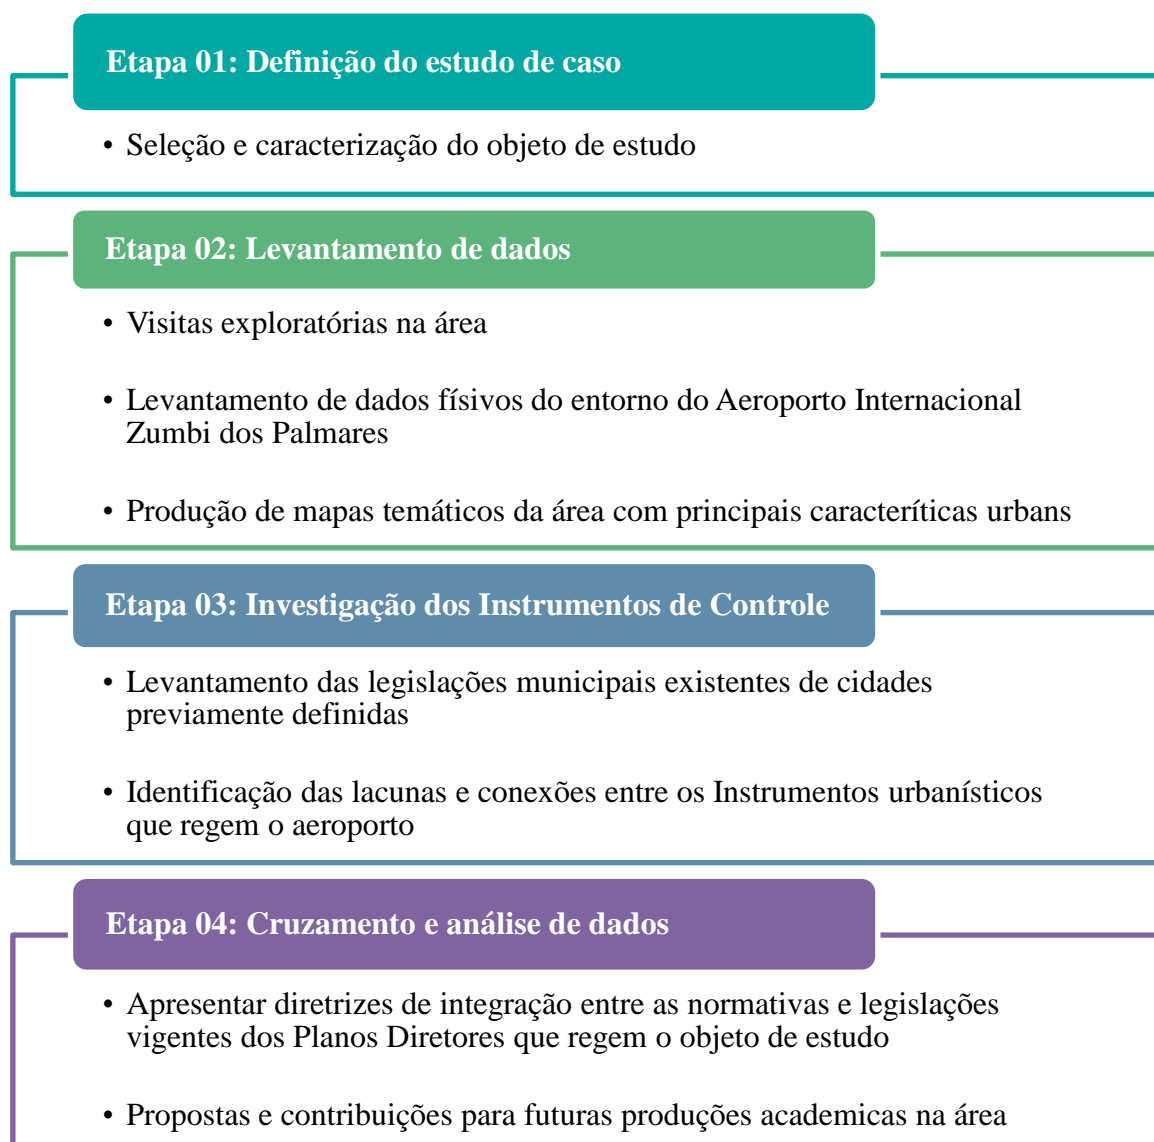 Etapa 01: Definição do estudo de caso
• Seleção e caracterização do objeto de estudo
Etapa 02: Levantamento de dados
• Visitas exploratórias na área
• Levantamento de dados físivos do entorno do Aeroporto Internacional
Zumbi dos Palmares
• Produção de mapas temáticos da área com principais caracteríticas urbans
Etapa 03: Investigação dos Instrumentos de Controle
• Levantamento das legislações municipais existentes de cidades
previamente definidas
• Identificação das lacunas e conexões entre os Instrumentos urbanísticos
que regem o aeroporto
Etapa 04: Cruzamento e análise de dados
• Apresentar diretrizes de integração entre as normativas e legislações
vigentes dos Planos Diretores que regem o objeto de estudo
• Propostas e contribuições para futuras produções academicas na área